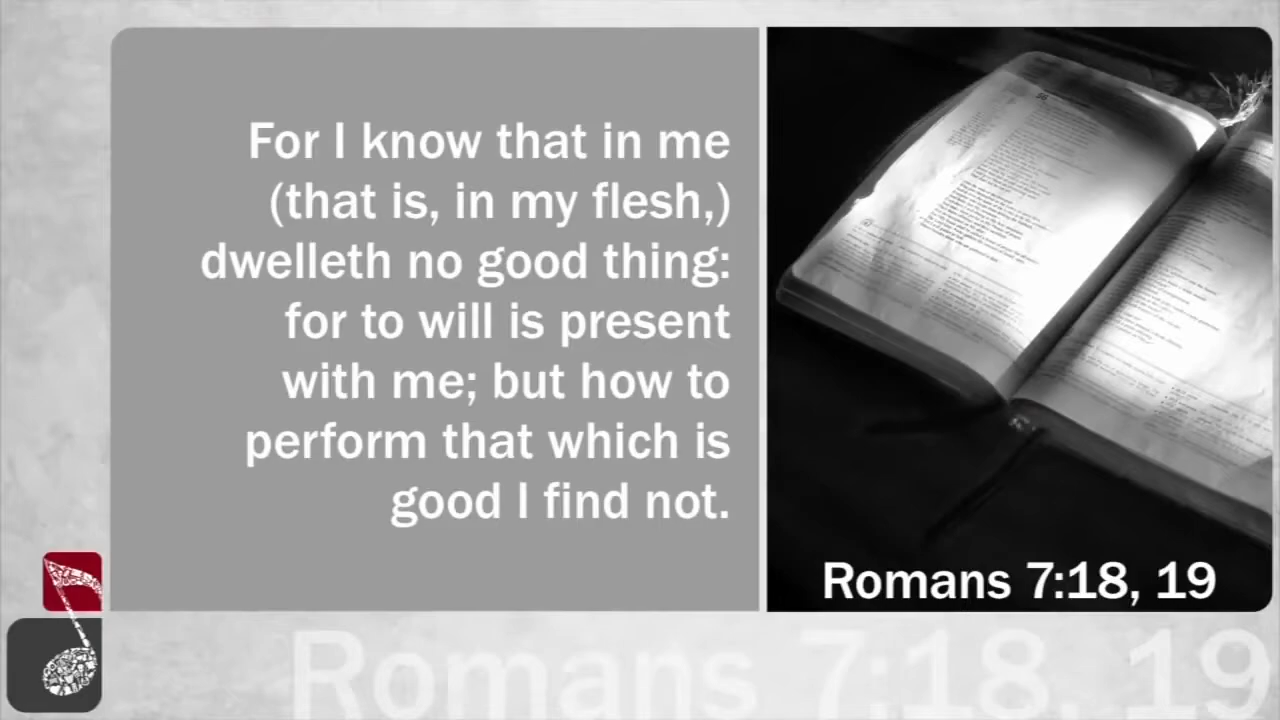 For I know that in me
(that is, in my flesh,)
dwelleth no good thing:
for to will is present
with me; but how to
perform that which is
good I find not.
Romans 7:18, 19
Romans 7:18, 19